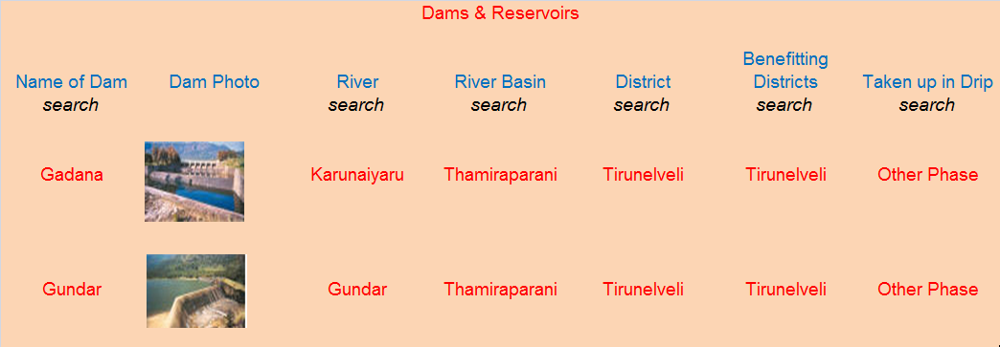 Dams & Reservoirs
Benefitting
Name of Dam Dam Photo River River Basin District Districts Taken up in Drip
search search search search search search
Gadana Karunaiyaru Thamiraparani Tirunelveli Tirunelveli Other Phase
Gundar Gundar Thamiraparani Tirunelveli Tirunelveli Other Phase